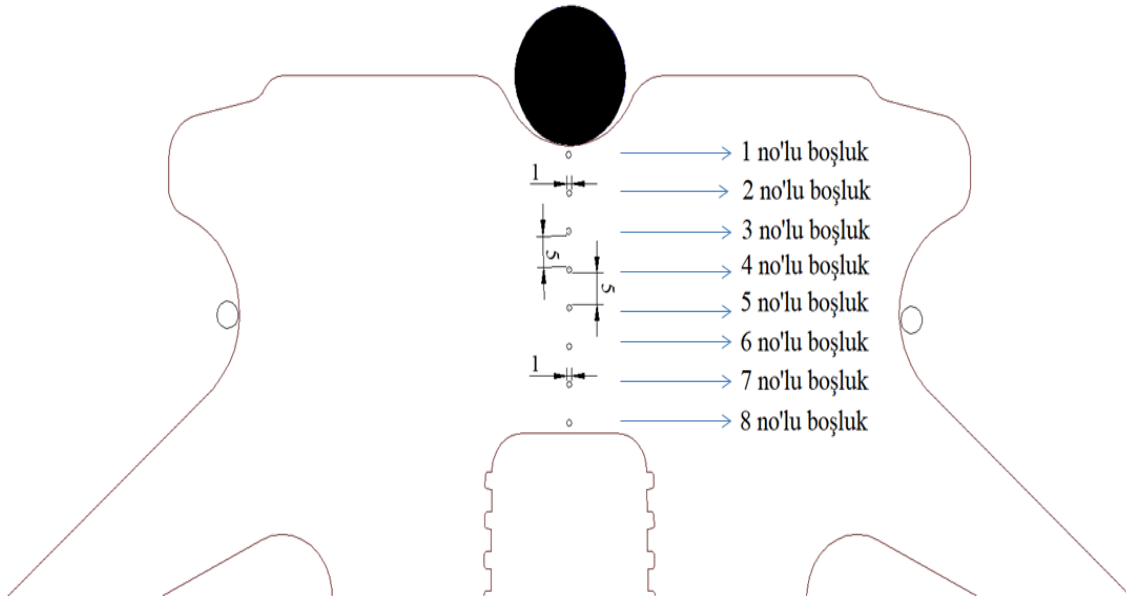 1 no'lu boşluk
1
2 no'lu boşluk
3 no'lu boşluk
5
4 no'lu boşluk
5
5 no'lu boşluk
6 no'lu boşluk
1
7 no'lu boşluk
8 no'lu boşluk